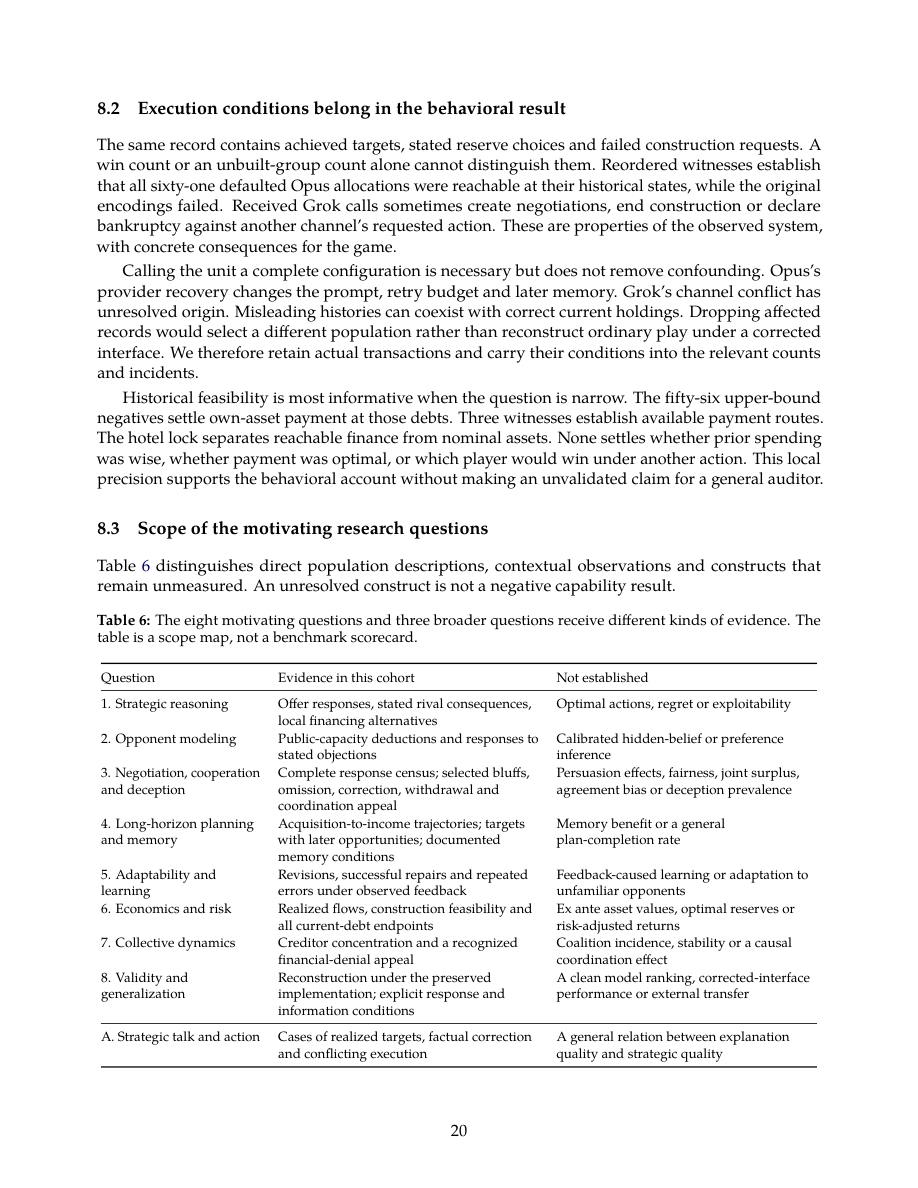 8.2 Execution conditions belong in the behavioral result
The same record contains achieved targets, stated reserve choices and failed construction requests. A
win count or an unbuilt-group count alone cannot distinguish them. Reordered witnesses establish
that all sixty-one defaulted Opus allocations were reachable at their historical states, while the original
encodings failed. Received Grok calls sometimes create negotiations, end construction or declare
bankruptcy against another channel’s requested action. These are properties of the observed system,
with concrete consequences for the game.
Calling the unit a complete configuration is necessary but does not remove confounding. Opus’s
provider recovery changes the prompt, retry budget and later memory. Grok’s channel conflict has
unresolved origin. Misleading histories can coexist with correct current holdings. Dropping affected
records would select a different population rather than reconstruct ordinary play under a corrected
interface. We therefore retain actual transactions and carry their conditions into the relevant counts
and incidents.
Historical feasibility is most informative when the question is narrow. The fifty-six upper-bound
negatives settle own-asset payment at those debts. Three witnesses establish available payment routes.
The hotel lock separates reachable finance from nominal assets. None settles whether prior spending
was wise, whether payment was optimal, or which player would win under another action. This local
precision supports the behavioral account without making an unvalidated claim for a general auditor.
8.3 Scope of the motivating research questions
Table 6 distinguishes direct population descriptions, contextual observations and constructs that
remain unmeasured. An unresolved construct is not a negative capability result.
Table 6: The eight motivating questions and three broader questions receive different kinds of evidence. The
table is a scope map, not a benchmark scorecard.
Question Evidence in this cohort Not established
1. Strategic reasoning Offer responses, stated rival consequences, Optimal actions, regret or exploitability
local financing alternatives
2. Opponent modeling Public-capacity deductions and responses to Calibrated hidden-belief or preference
stated objections inference
3. Negotiation, cooperation Complete response census; selected bluffs, Persuasion effects, fairness, joint surplus,
and deception omission, correction, withdrawal and agreement bias or deception prevalence
coordination appeal
4. Long-horizon planning Acquisition-to-income trajectories; targets Memory benefit or a general
and memory with later opportunities; documented plan-completion rate
memory conditions
5. Adaptability and Revisions, successful repairs and repeated Feedback-caused learning or adaptation to
learning errors under observed feedback unfamiliar opponents
6. Economics and risk Realized flows, construction feasibility and Ex ante asset values, optimal reserves or
all current-debt endpoints risk-adjusted returns
7. Collective dynamics Creditor concentration and a recognized Coalition incidence, stability or a causal
financial-denial appeal coordination effect
8. Validity and Reconstruction under the preserved A clean model ranking, corrected-interface
generalization implementation; explicit response and performance or external transfer
information conditions
A. Strategic talk and action Cases of realized targets, factual correction A general relation between explanation
and conflicting execution quality and strategic quality
20